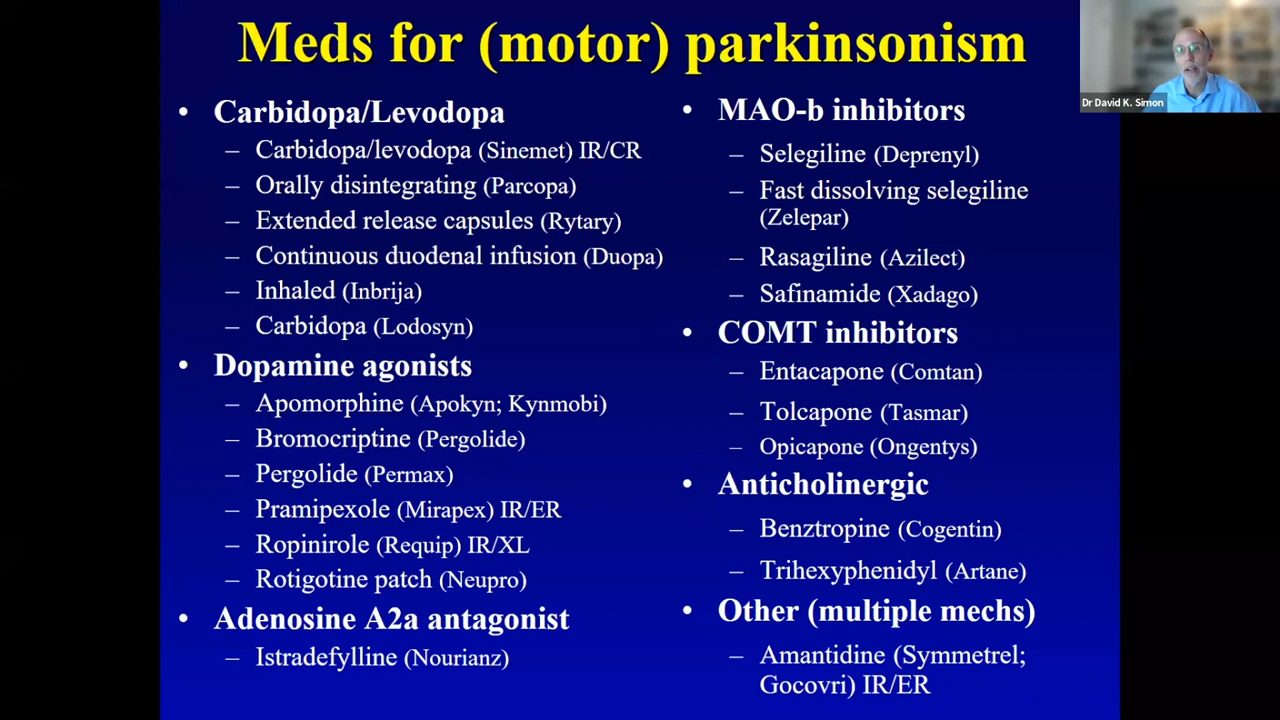 Meds for (motor) parkinsonism
• Carbidopa/Levodopa
– Carbidopa/levodopa (Sinemet) IR/CR
– Orally disintegrating (Parcopa)
– Extended release capsules (Rytary)
– Continuous duodenal infusion (Duopa)
– Inhaled (Inbrija)
– Carbidopa (Lodosyn)
• Dopamine agonists
– Apomorphine (Apokyn; Kynmobi)
– Bromocriptine (Pergolide)
– Pergolide (Permax)
– Pramipexole (Mirapex) IR/ER
– Ropinirole (Requip) IR/XL
– Rotigotine patch (Neupro)
• Adenosine A2a antagonist
– Istradefylline (Nourianz)
• MAO-b inhibitors
– Selegiline (Deprenyl)
– Fast dissolving selegiline
(Zelepar)
– Rasagiline (Azilect)
– Safinamide (Xadago)
• COMT inhibitors
– Entacapone (Comtan)
– Tolcapone (Tasmar)
– Opicapone (Ongentys)
• Anticholinergic
– Benztropine (Cogentin)
– Trihexyphenidyl (Artane)
• Other (multiple mechs)
– Amantidine (Symmetrel;
Gocovri) IR/ER
Dr David K. Simon